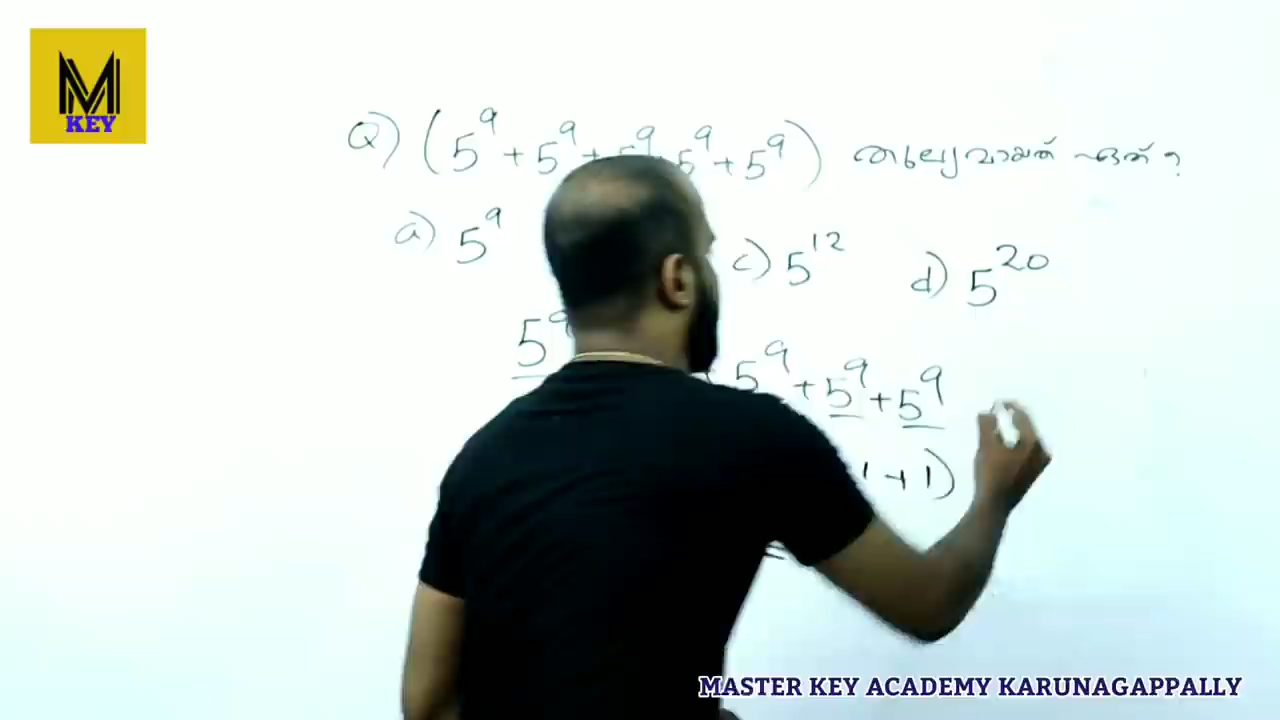 M
KEY
Q) (5⁹ + 5⁹ + 5⁹ 5⁹ + 5⁹) തുല്യമായത് ഏത് ?
a) 5⁹ c) 5¹² d) 5²⁰
5⁹ 5⁹ + 5⁹ + 5⁹
1 + 1)
MASTER KEY ACADEMY KARUNAGAPPALLY